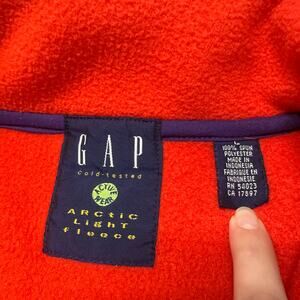 GAP
Cold-tested
ACTIVE
WEAR
ARCTIC
LIGHT
fleece
L
100% SPUN
POLYESTER
MADE IN
INDONESIA
FABRIQUE EN
INDONESIE
RN 54023
CA 17897